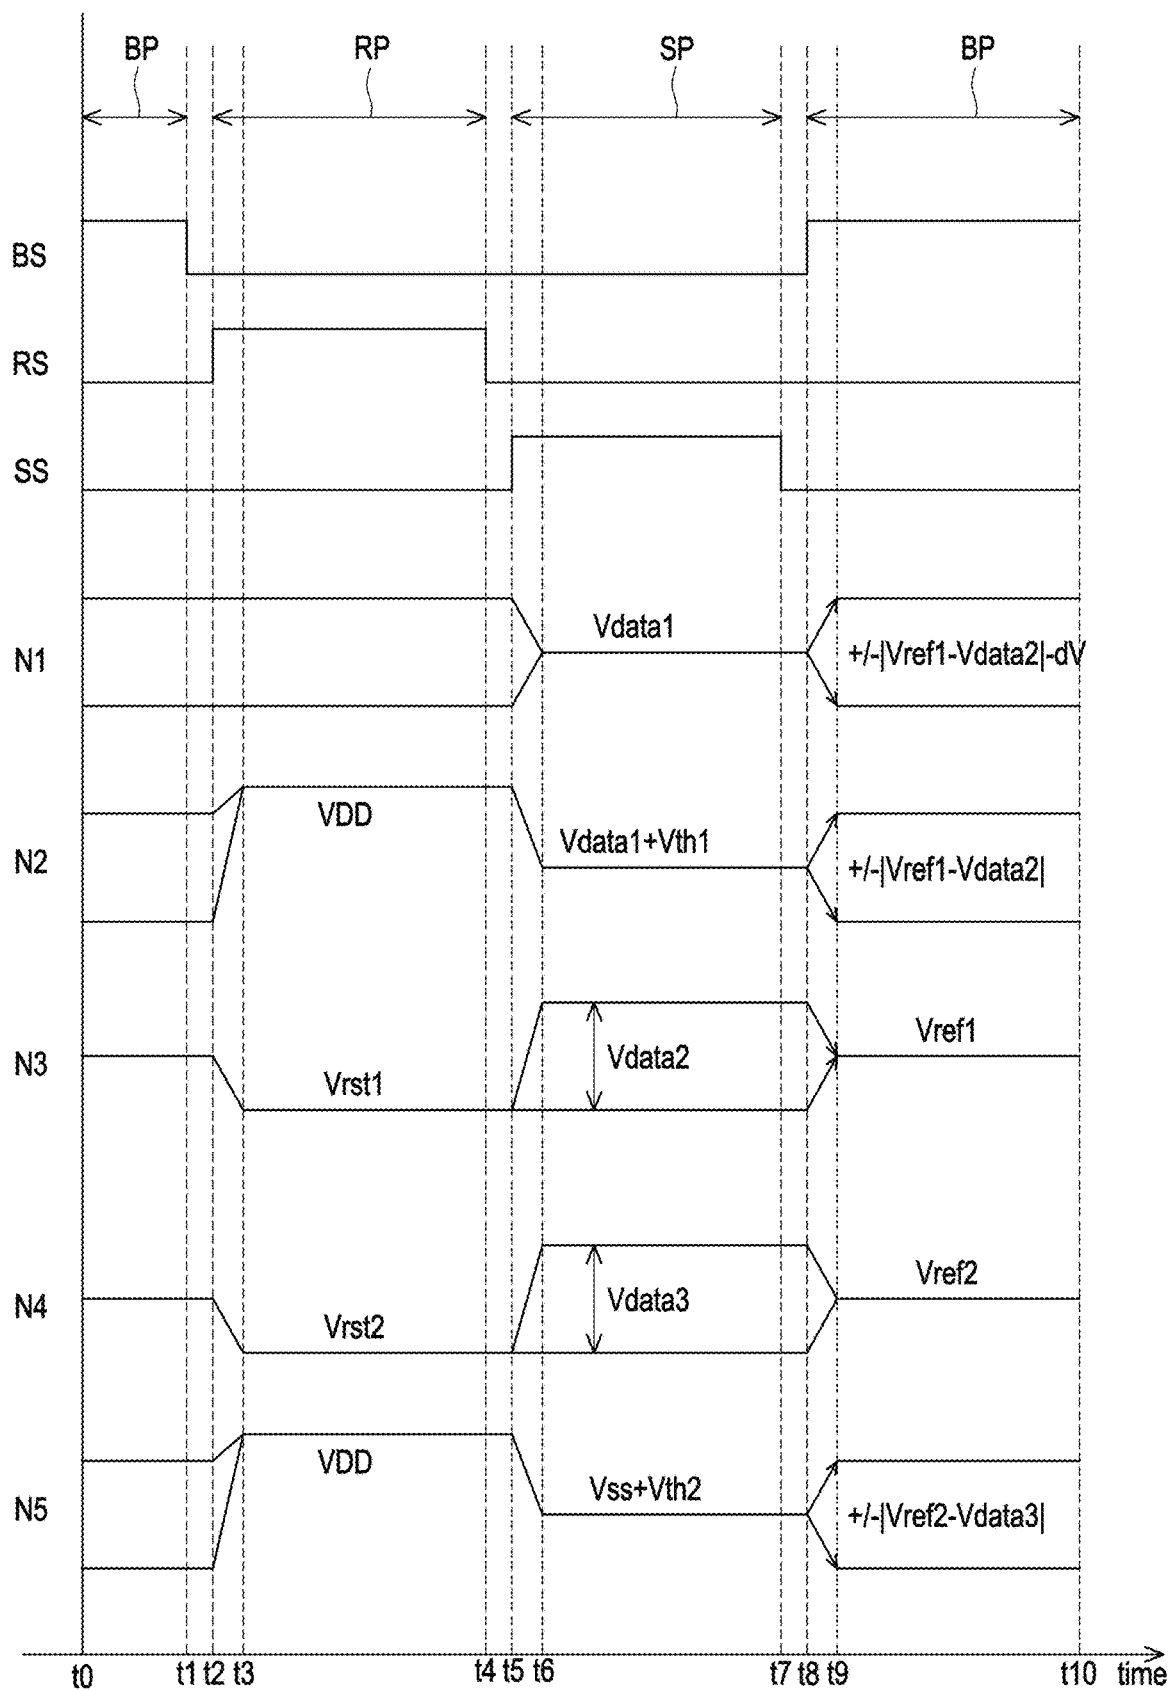 BP RP SP BP
BS
RS
SS
N1 Vdata1 +/-|Vref1-Vdata2|-dV
N2 VDD Vdata1+Vth1 +/-|Vref1-Vdata2|
N3 Vrst1 Vdata2 Vref1
N4 Vrst2 Vdata3 Vref2
N5 VDD Vss+Vth2 +/-|Vref2-Vdata3|
t0 t1 t2 t3 t4 t5 t6 t7 t8 t9 t10 time